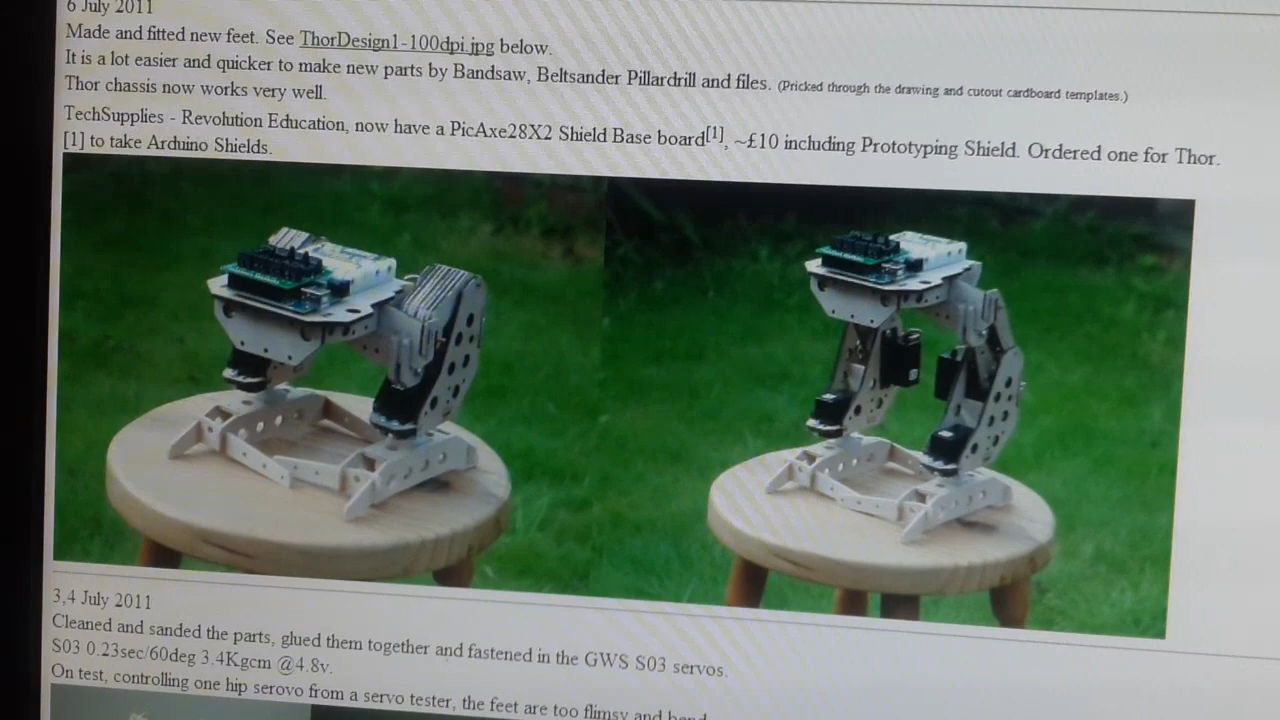 6 July 2011
Made and fitted new feet. See ThorDesign1-100dpi.jpg below.
It is a lot easier and quicker to make new parts by Bandsaw, Beltsander Pillardrill and files. (Pricked through the drawing and cutout cardboard templates.)
Thor chassis now works very well.
TechSupplies - Revolution Education, now have a PicAxe28X2 Shield Base board[1], ~£10 including Prototyping Shield. Ordered one for Thor.
[1] to take Arduino Shields.
3,4 July 2011
Cleaned and sanded the parts, glued them together and fastened in the GWS S03 servos.
S03 0.23sec/60deg 3.4Kgcm @4.8v.
On test, controlling one hip serovo from a servo tester, the feet are too flimsy and bend